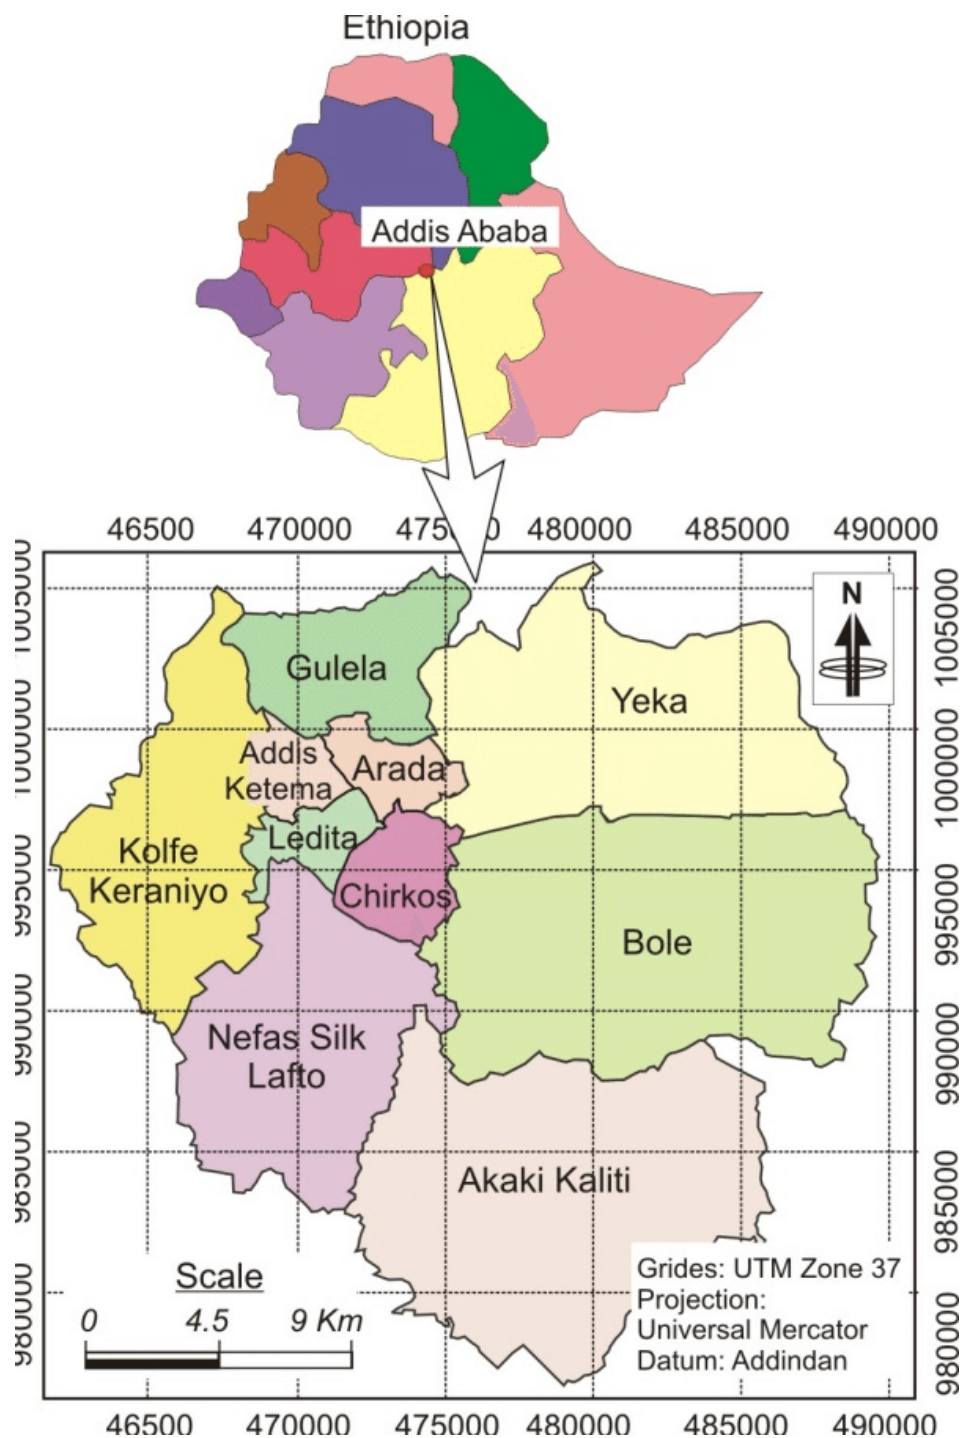 Ethiopia
Addis Ababa
46500 470000 475000 480000 485000 490000
N
1005000
Gulela
Yeka
1000000
Addis
Ketema
Arada
Ledita
Kolfe
Keraniyo
Chirkos
995000
Bole
990000
Nefas Silk
Lafto
985000
Akaki Kaliti
980000
Scale
0 4.5 9 Km
Grides: UTM Zone 37
Projection:
Universal Mercator
Datum: Addindan
46500 470000 475000 480000 485000 490000